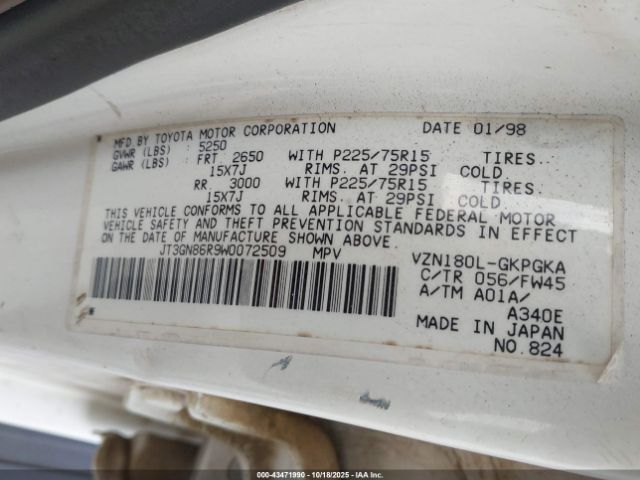 MFD. BY TOYOTA MOTOR CORPORATION DATE 01/98
GVWR (LBS) : 5250
GAWR (LBS) : FRT. 2650 WITH P225/75R15 TIRES.
15X7J RIMS. AT 29PSI COLD.
RR. 3000 WITH P225/75R15 TIRES.
15X7J RIMS. AT 29PSI COLD.
THIS VEHICLE CONFORMS TO ALL APPLICABLE FEDERAL MOTOR
VEHICLE SAFETY AND THEFT PREVENTION STANDARDS IN EFFECT
ON THE DATE OF MANUFACTURE SHOWN ABOVE.
JT3GN86R9W0072509 MPV VZN180L-GKPGKA
C/TR 056/FW45
A/TM A01A/
A340E
MADE IN JAPAN
NO. 824
000-43471990 | 10/18/2025 | ©IAA, LLC.